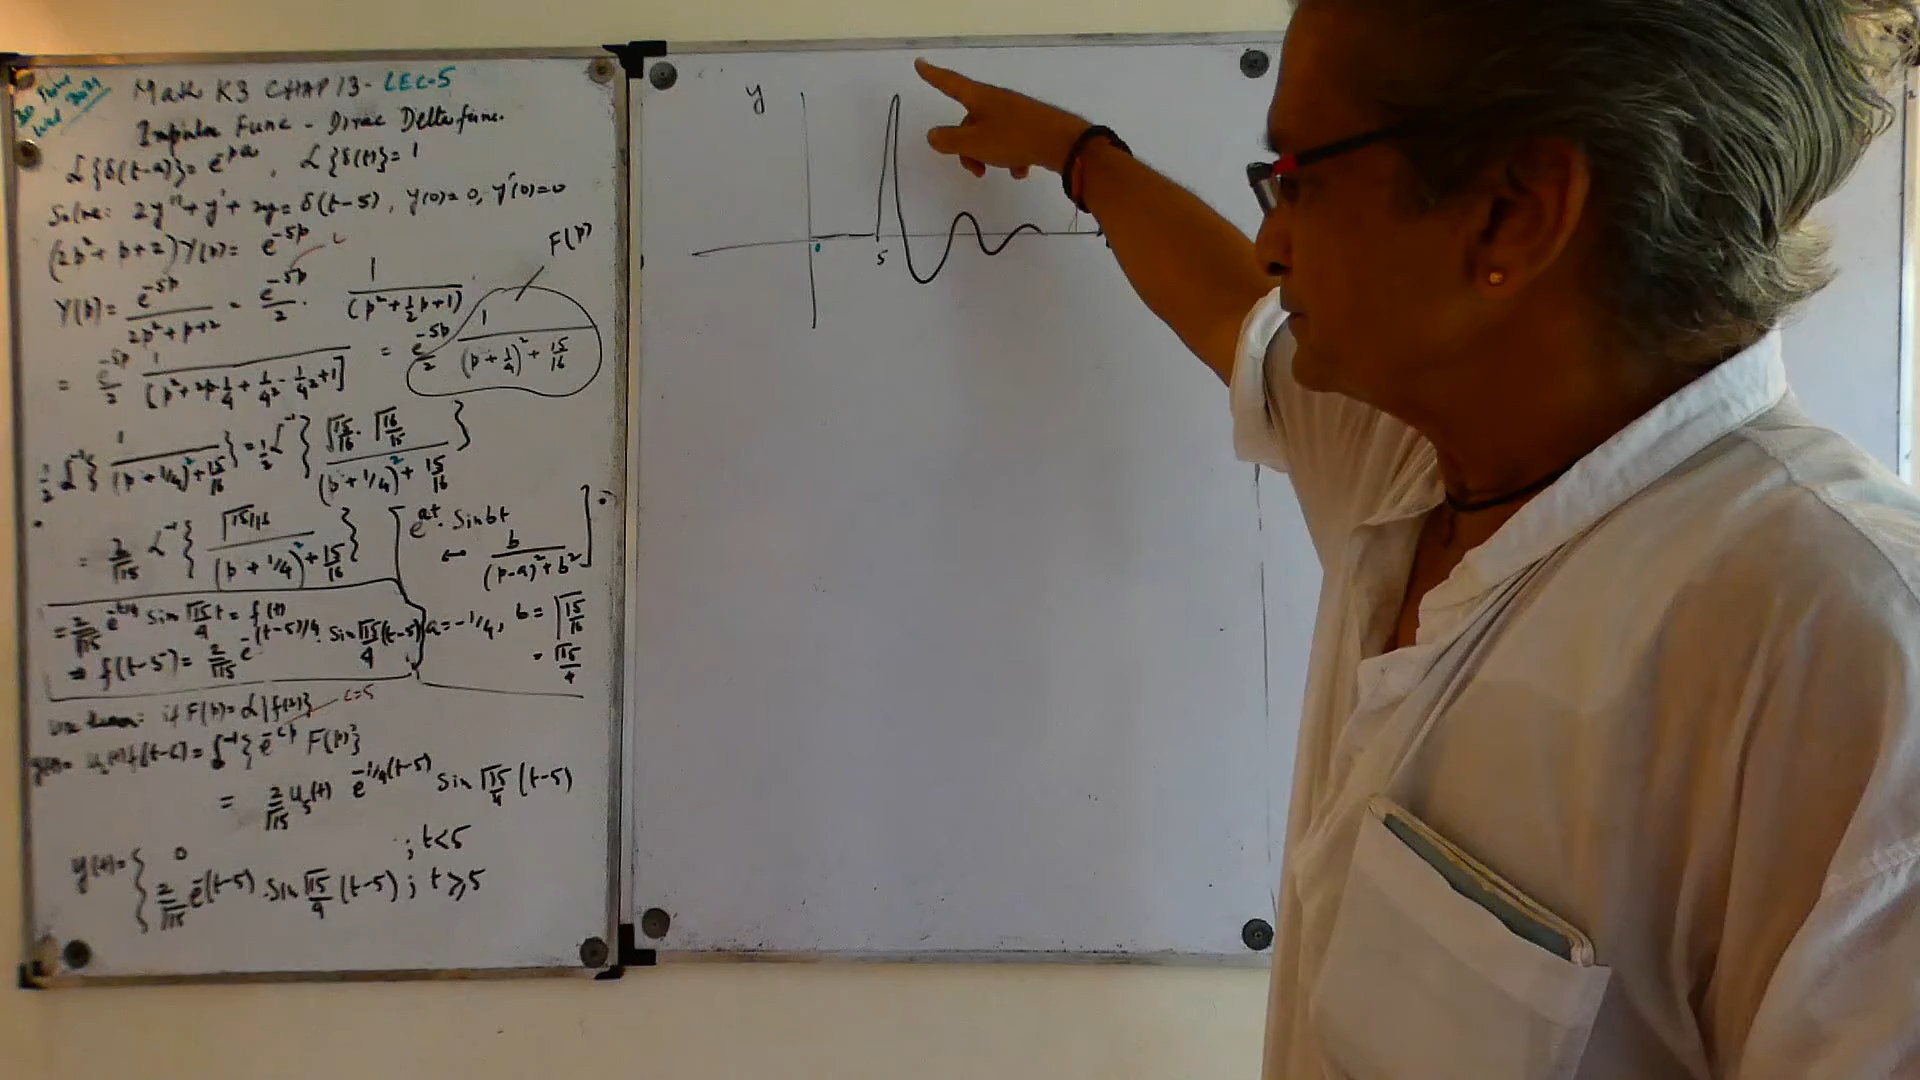 30 June 2021
Wed
Math K3 CHAP 13 - LEC-5
Impulse Func - Dirac Delta func.
L{δ(t-a)} = e^-pa , L{δ(t)} = 1
Solve: 2y''+y'+2y = δ(t-5), y(0)=0, y'(0)=0
(2p²+p+2)Y(p) = e^-5p
Y(p) = e^-5p/(2p²+p+2) = e^-5p/2 · 1/(p²+1/2p+1)
F(p)
= e^-5p/2 1/[p²+2p·1/4+1/4²-1/4²+1] = e^-5p/2 1/((p+1/4)²+15/16)
1/2 L^-1{1/((p+1/4)²+15/16)} = 1/2 L^-1{√15/16·√16/15/((p+1/4)²+15/16)}
= 2/√15 L^-1{√15/16/((p+1/4)²+15/16)}
[e^at·Sin bt ↔ b/((p-a)²+b²)]
= 2/√15 e^-t/4 Sin √15/4 t = f(t)
⇒ f(t-5) = 2/√15 e^-(t-5)/4 · Sin √15/4 (t-5)
a = -1/4, b = √15/16
= √15/4
if F(p) = L{f(t)}
c=5
u_c(t)f(t-c) = L^-1{e^-cp F(p)}
= 2/√15 u_5(t) e^-1/4(t-5) Sin √15/4 (t-5)
y(t) = { 0 ; t<5
2/√15 e^-(t-5) · Sin √15/4 (t-5) ; t≥5
y
5